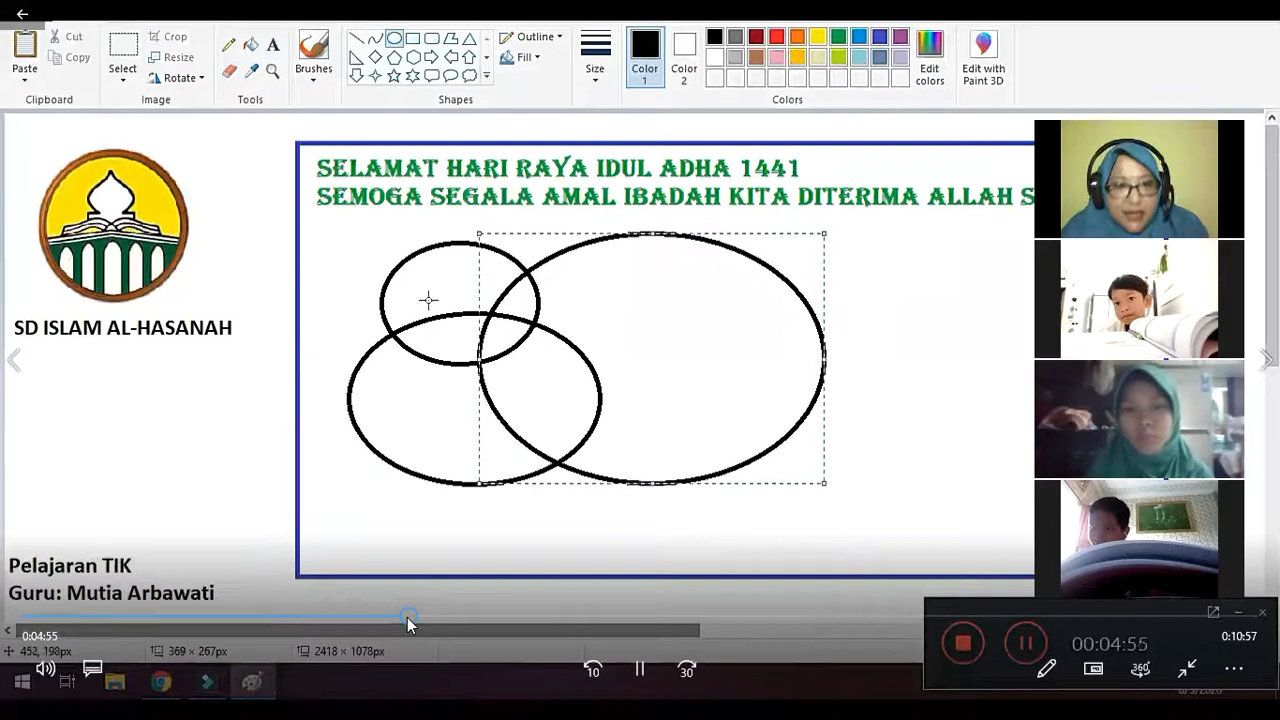 Cut
Copy
Paste
Clipboard
Select
Crop
Resize
Rotate
Image
A
Tools
Brushes
Outline
Fill
Shapes
Size
Color 1
Color 2
Edit colors
Colors
Edit with Paint 3D
SELAMAT HARI RAYA IDUL ADHA 1441
SEMOGA SEGALA AMAL IBADAH KITA DITERIMA ALLAH S
SD ISLAM AL-HASANAH
Pelajaran TIK
Guru: Mutia Arbawati
0:04:55
0:10:57
00:04:55
452, 198px
369 × 267px
2418 × 1078px
10
30
360